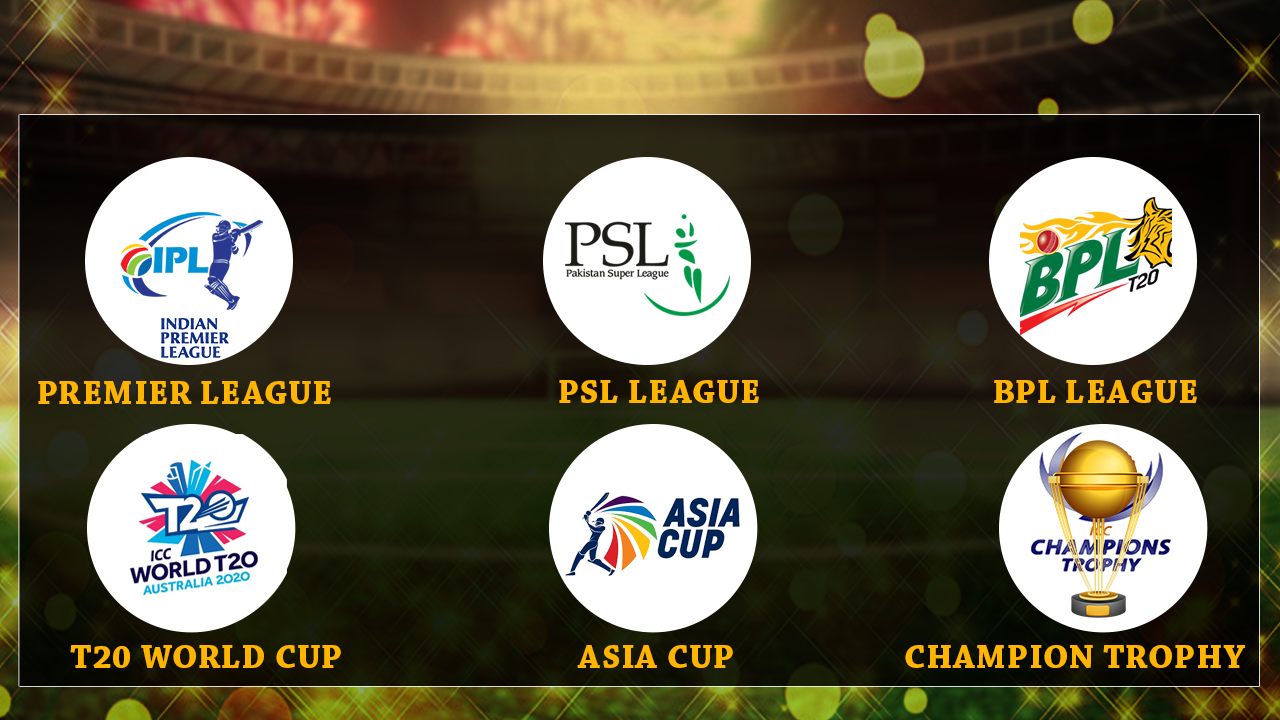 IPL
INDIAN
PREMIER
LEAGUE
PREMIER LEAGUE
PSL
Pakistan Super League
PSL LEAGUE
BPL
T20
BPL LEAGUE
T20
ICC
WORLD T20
AUSTRALIA 2020
T20 WORLD CUP
ASIA
CUP
ASIA CUP
CHAMPIONS
TROPHY
CHAMPION TROPHY